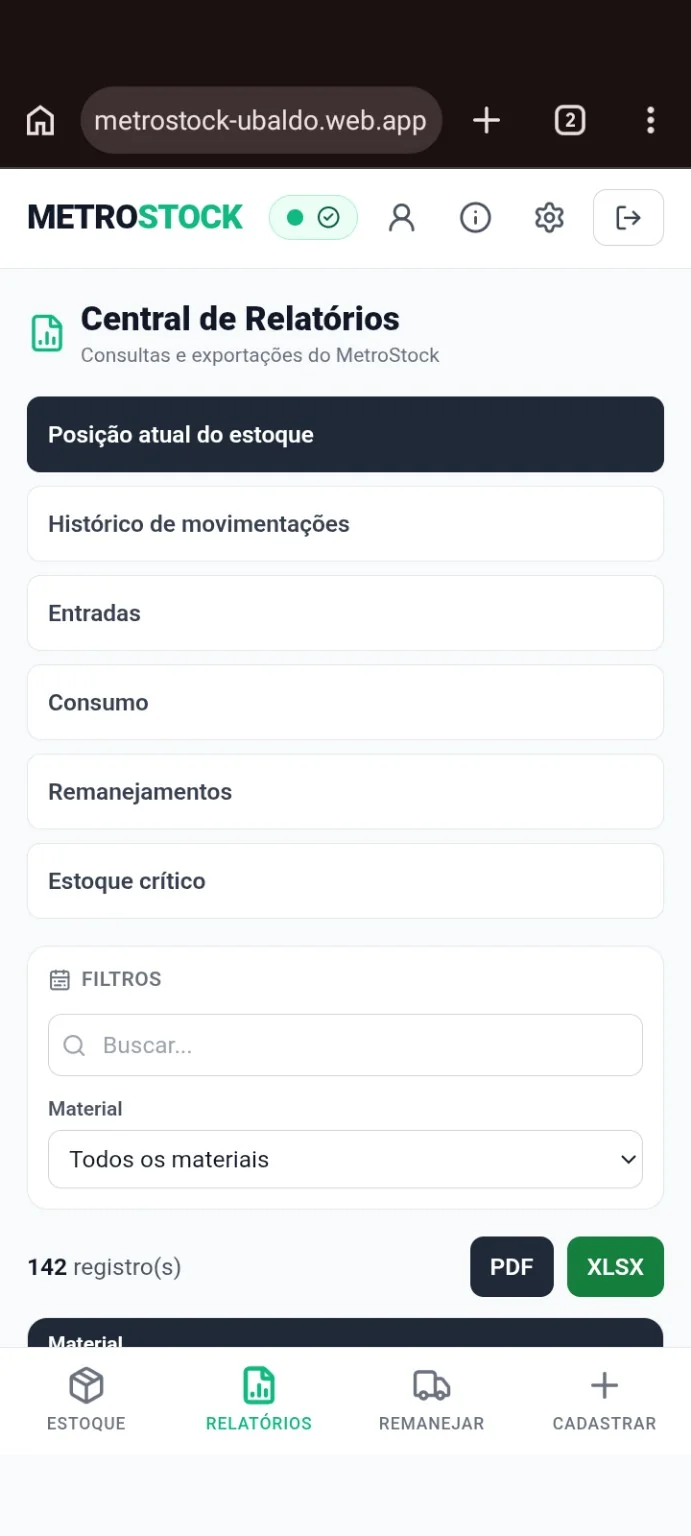 metrostock-ubaldo.web.app
2
METROSTOCK
Central de Relatórios
Consultas e exportações do MetroStock
Posição atual do estoque
Histórico de movimentações
Entradas
Consumo
Remanejamentos
Estoque crítico
FILTROS
Buscar...
Material
Todos os materiais
142 registro(s)
PDF
XLSX
Material
ESTOQUE
RELATÓRIOS
REMANEJAR
CADASTRAR